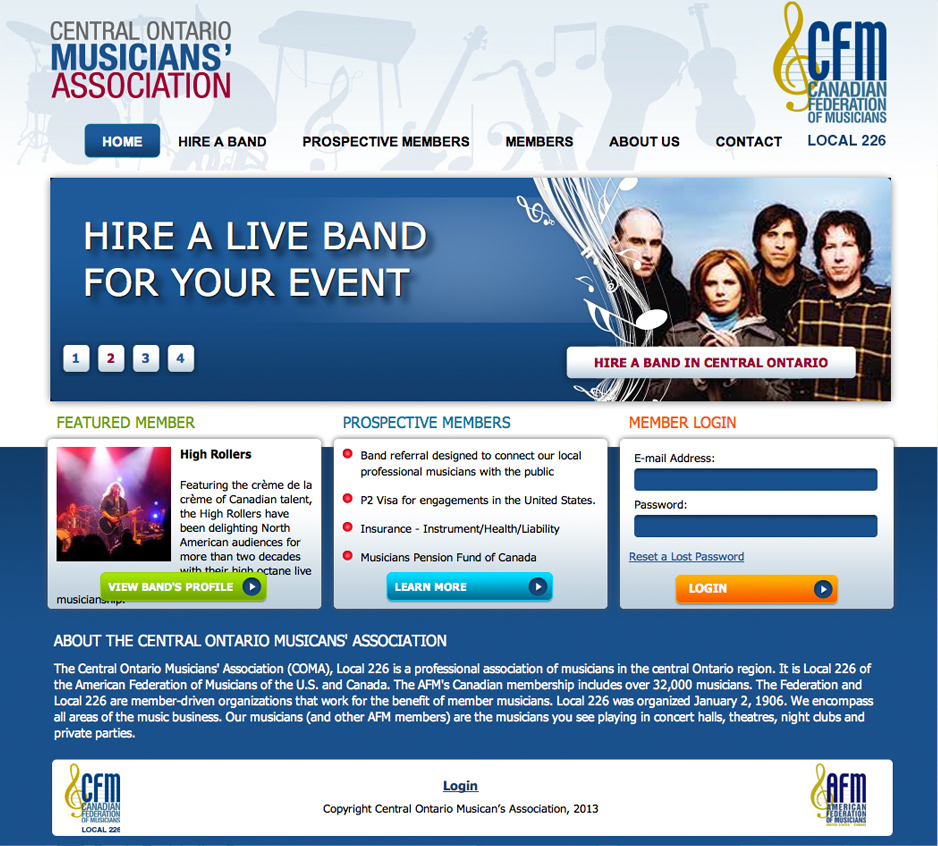 CENTRAL ONTARIO
MUSICIANS'
ASSOCIATION
CFM
CANADIAN
FEDERATION
OF MUSICIANS
LOCAL 226
HOME
HIRE A BAND
PROSPECTIVE MEMBERS
MEMBERS
ABOUT US
CONTACT
HIRE A LIVE BAND
FOR YOUR EVENT
1
2
3
4
HIRE A BAND IN CENTRAL ONTARIO
FEATURED MEMBER
High Rollers
Featuring the crème de la
crème of Canadian talent,
the High Rollers have
been delighting North
American audiences for
more than two decades
with their high octane live
musicianship.
VIEW BAND'S PROFILE
PROSPECTIVE MEMBERS
Band referral designed to connect our local
professional musicians with the public
P2 Visa for engagements in the United States.
Insurance - Instrument/Health/Liability
Musicians Pension Fund of Canada
LEARN MORE
MEMBER LOGIN
E-mail Address:
Password:
Reset a Lost Password
LOGIN
ABOUT THE CENTRAL ONTARIO MUSICANS' ASSOCIATION
The Central Ontario Musicians' Association (COMA), Local 226 is a professional association of musicians in the central Ontario region. It is Local 226 of
the American Federation of Musicians of the U.S. and Canada. The AFM's Canadian membership includes over 32,000 musicians. The Federation and
Local 226 are member-driven organizations that work for the benefit of member musicians. Local 226 was organized January 2, 1906. We encompass
all areas of the music business. Our musicians (and other AFM members) are the musicians you see playing in concert halls, theatres, night clubs and
private parties.
CFM
CANADIAN
FEDERATION
OF MUSICIANS
LOCAL 226
Login
Copyright Central Ontario Musican's Association, 2013
AFM
AMERICAN
FEDERATION
OF MUSICIANS